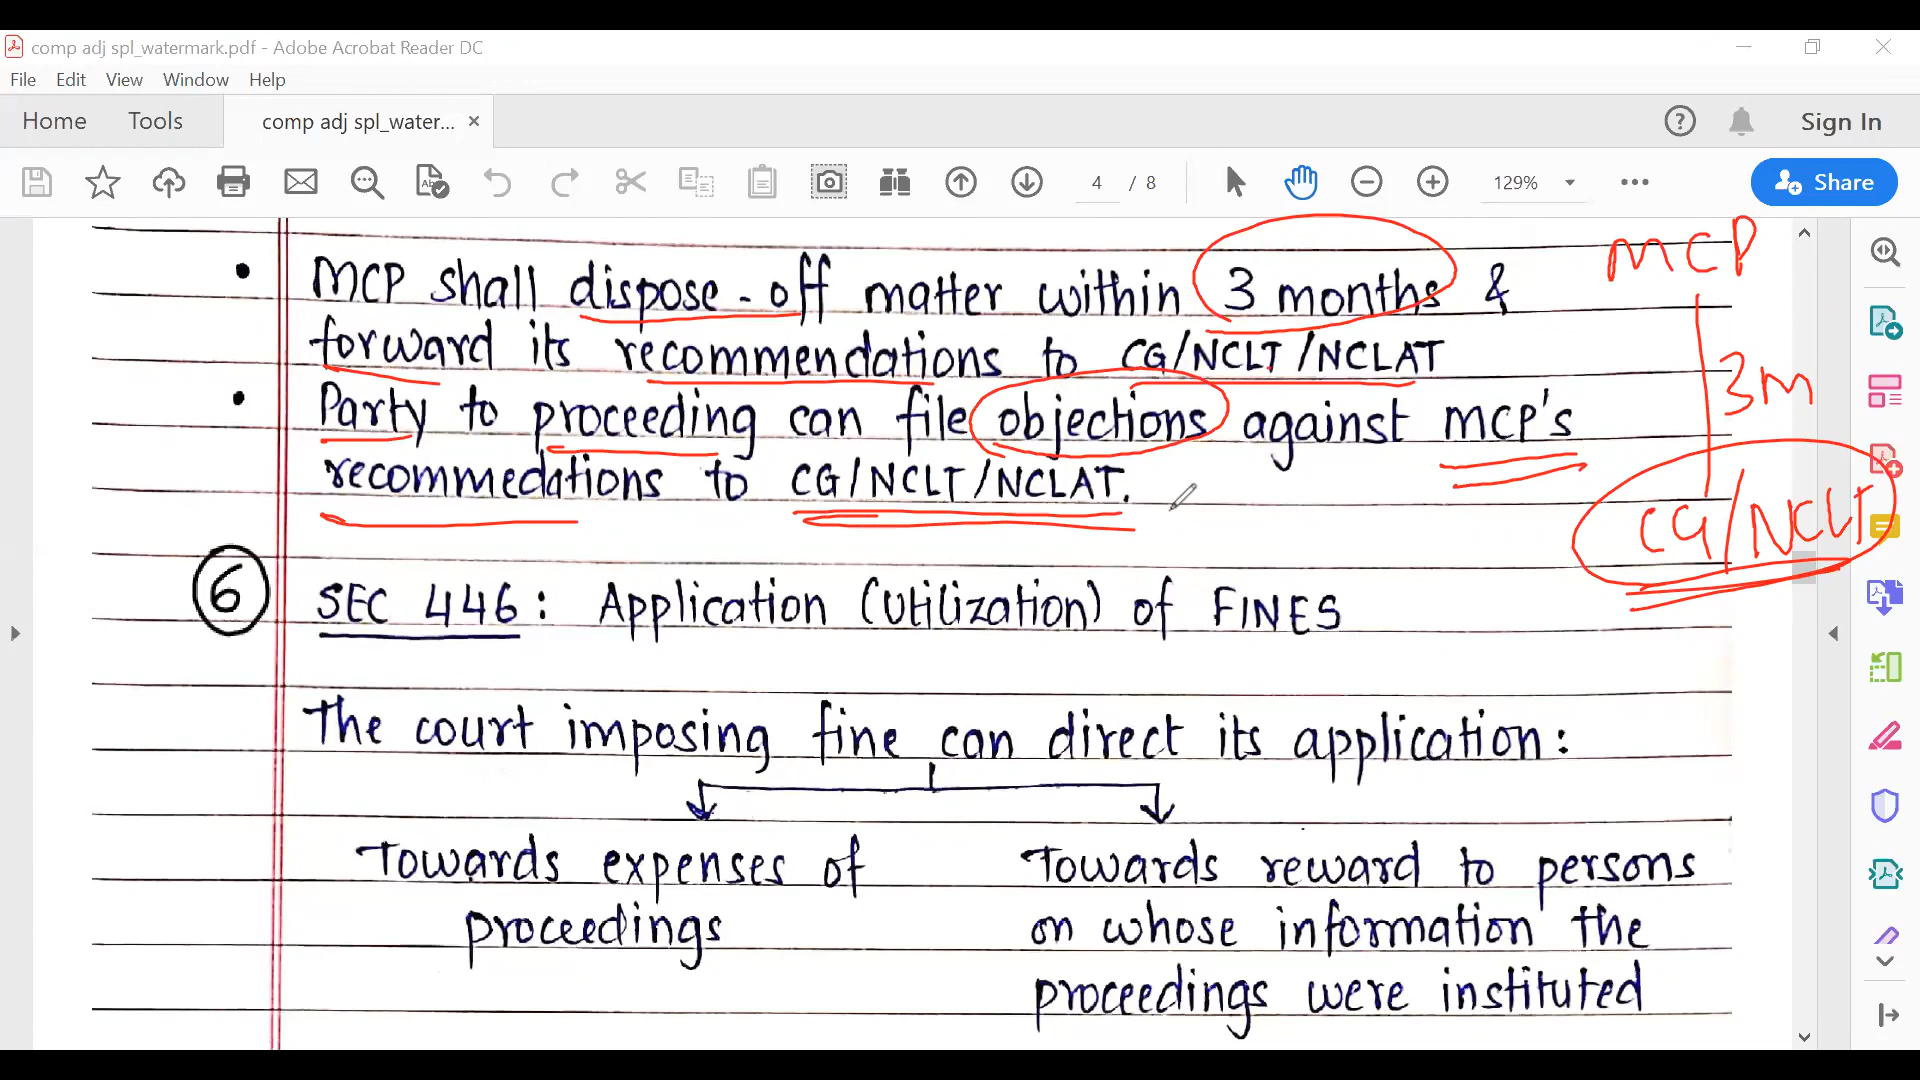 comp adj spl_watermark.pdf - Adobe Acrobat Reader DC
File Edit View Window Help
Home Tools comp adj spl_water... × Sign In
4 / 8 129% Share
MCP shall dispose-off matter within 3 months &
forward its recommendations to CG/NCLT/NCLAT
Party to proceeding can file objections against MCP's
recommedations to CG/NCLT/NCLAT.
MCP
3M
CG/NCLT
6 SEC 446: Application (Utilization) of FINES
The court imposing fine can direct its application:
Towards expenses of
proceedings
Towards reward to persons
on whose information the
proceedings were instituted